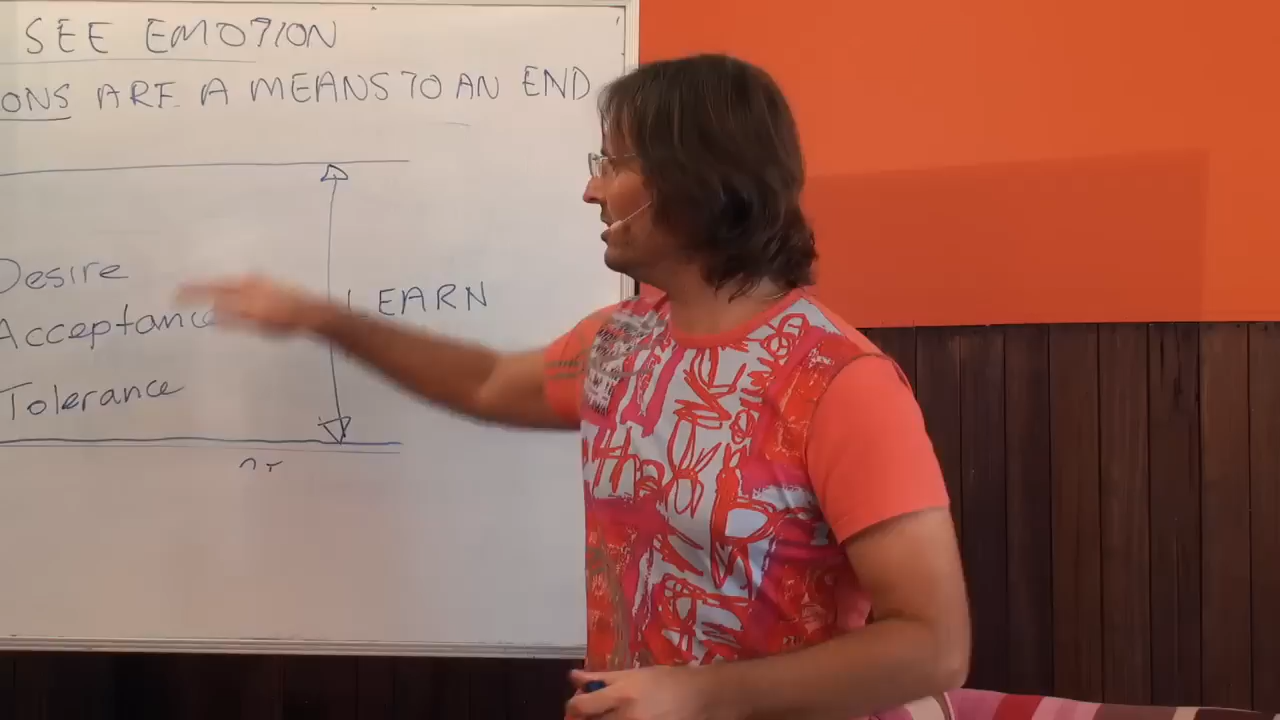 SEE EMOTION
ONS ARE A MEANS TO AN END
Desire
LEARN
Acceptance
Tolerance